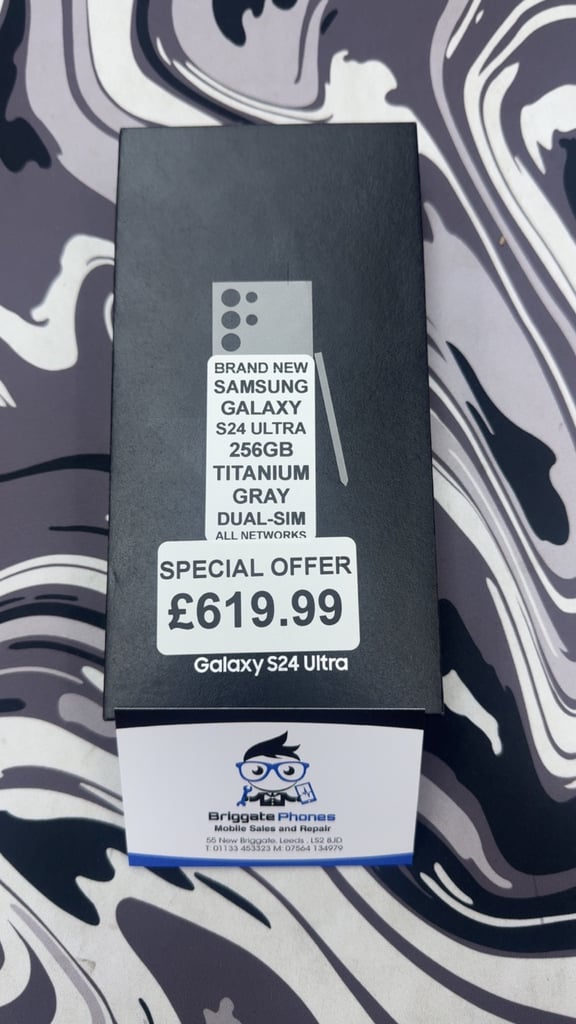 BRAND NEW
SAMSUNG
GALAXY
S24 ULTRA
256GB
TITANIUM
GRAY
DUAL-SIM
ALL NETWORKS
SPECIAL OFFER
£619.99
Galaxy S24 Ultra
Briggate Phones
Mobile Sales and Repair
55 New Briggate, Leeds , LS2 8JD
T: 01133 453323 M: 07564 134979